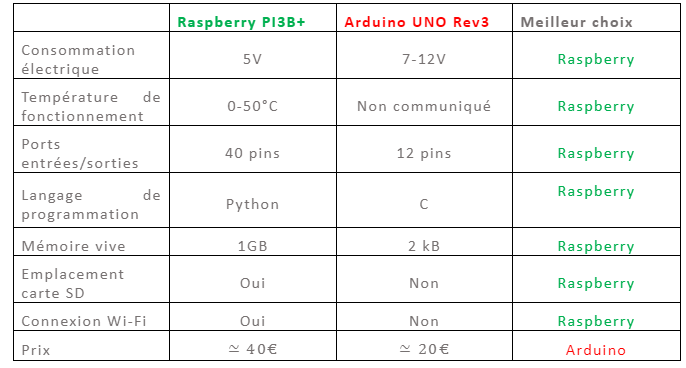 Raspberry PI3B+ Arduino UNO Rev3 Meilleur choix
Consommation
électrique 5V 7-12V Raspberry
Température de
fonctionnement 0-50°C Non communiqué Raspberry
Ports
entrées/sorties 40 pins 12 pins Raspberry
Langage de
programmation Python C Raspberry
Mémoire vive 1GB 2 kB Raspberry
Emplacement
carte SD Oui Non Raspberry
Connexion Wi-Fi Oui Non Raspberry
Prix ≃ 40€ ≃ 20€ Arduino